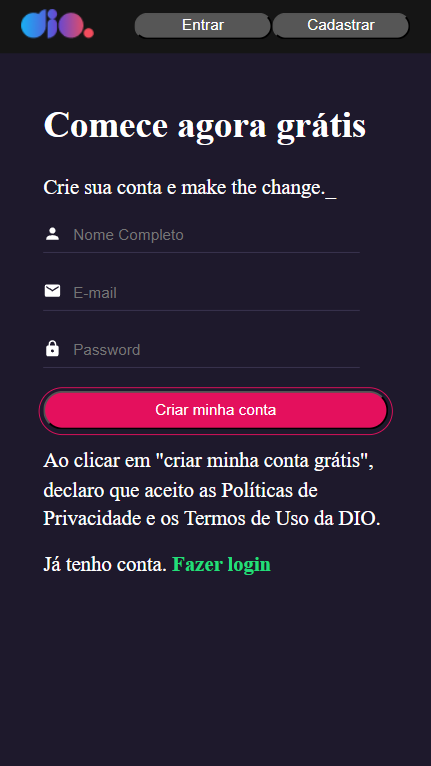 dio.
Entrar
Cadastrar
Comece agora grátis
Crie sua conta e make the change._
Nome Completo
E-mail
Password
Criar minha conta
Ao clicar em "criar minha conta grátis",
declaro que aceito as Políticas de
Privacidade e os Termos de Uso da DIO.
Já tenho conta. Fazer login